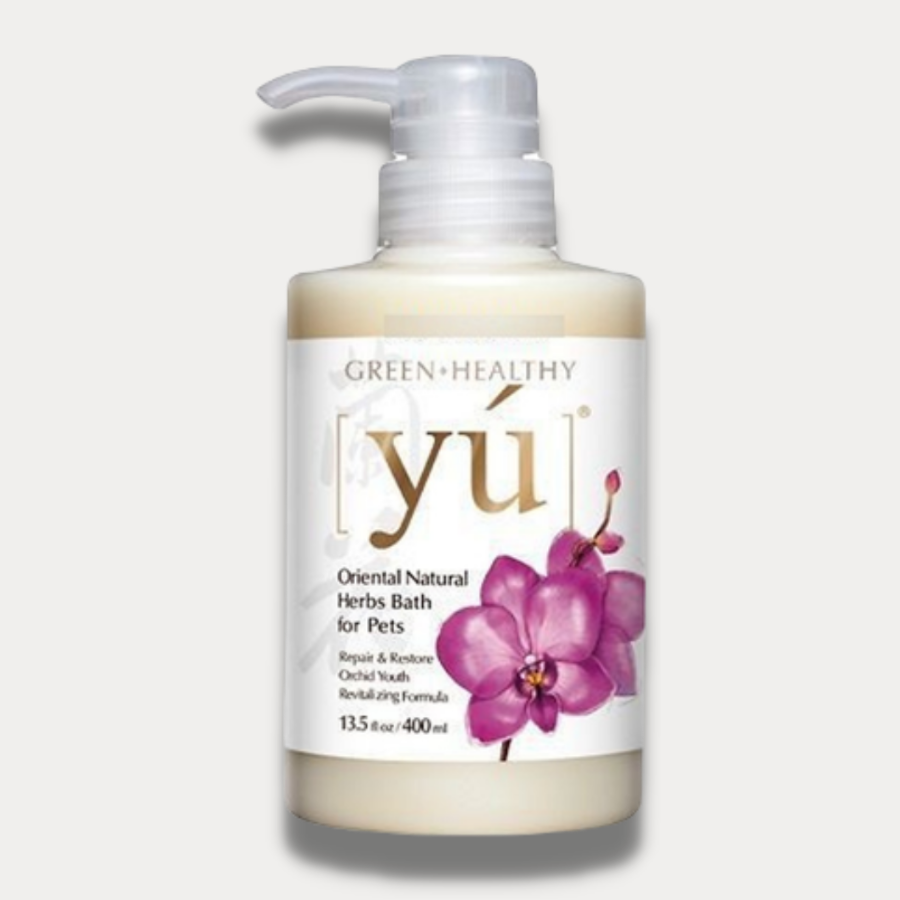 GREEN+HEALTHY
[yú]®
Oriental Natural
Herbs Bath
for Pets
Repair & Restore
Orchid Youth
Revitalizing Formula
13.5 fl oz / 400 ml